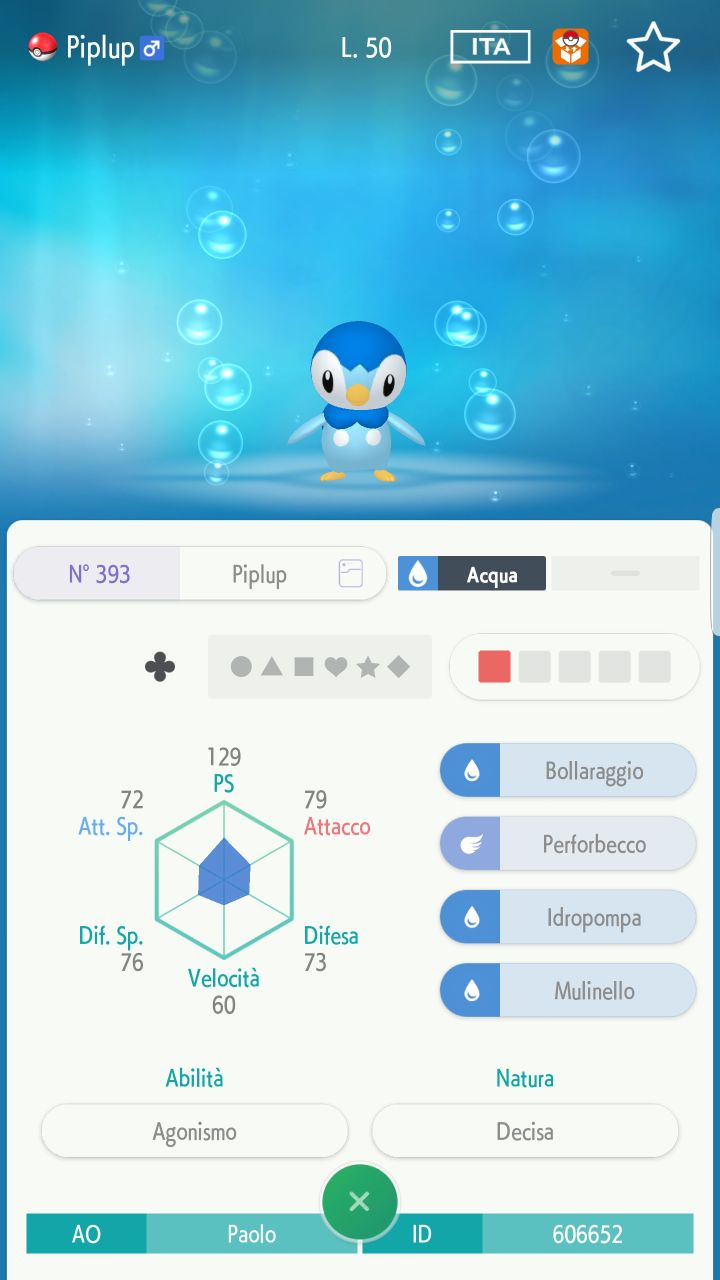 Piplup ♂ L. 50 ITA
N° 393 Piplup Acqua
129
PS
72 79
Att. Sp. Attacco
Dif. Sp. Difesa
76 73
Velocità
60
Bollaraggio
Perforbecco
Idropompa
Mulinello
Abilità Natura
Agonismo Decisa
AO Paolo ID 606652